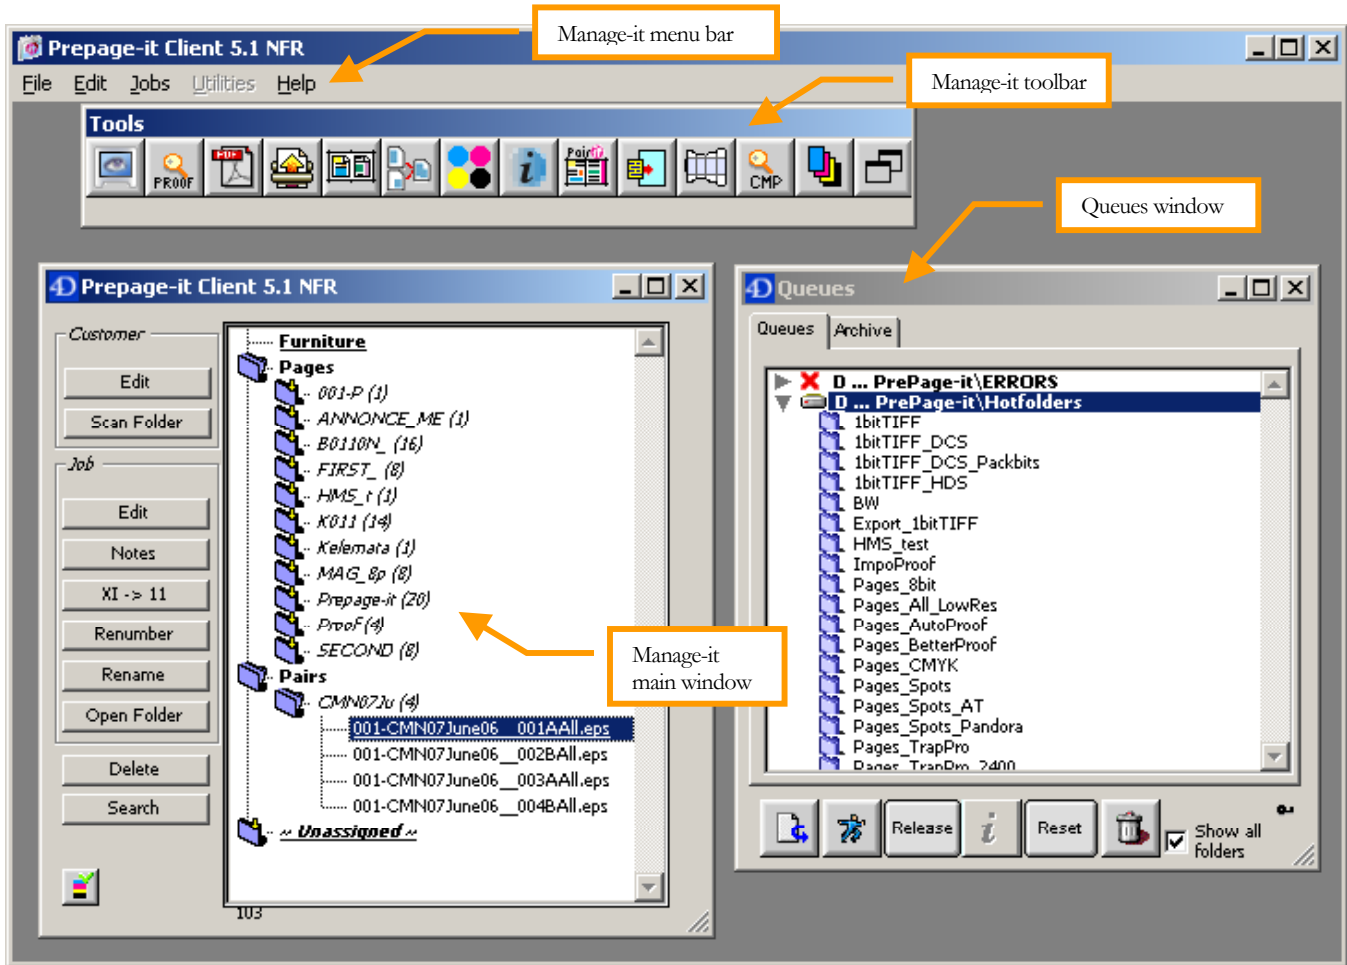 Manage-it menu bar
Prepage-it Client 5.1 NFR
File Edit Jobs Utilities Help
Manage-it toolbar
Tools
PROOF
PDF
i
Pair
CMP
Queues window
4D Prepage-it Client 5.1 NFR
Customer
Edit
Scan Folder
Job
Edit
Notes
XI -> 11
Renumber
Rename
Open Folder
Delete
Search
Furniture
Pages
001-P (1)
ANNONCE_ME (1)
B0110N_ (16)
FIRST_ (8)
HMS_t (1)
K011 (14)
Kelemata (1)
MAG_8p (8)
Prepage-it (20)
Proof (4)
SECOND (8)
Pairs
CMN07Ju (4)
001-CMN07June06__001AAll.eps
001-CMN07June06__002BAll.eps
001-CMN07June06__003AAll.eps
001-CMN07June06__004BAll.eps
~ Unassigned ~
103
Manage-it
main window
4D Queues
Queues Archive
D ... PrePage-it\ERRORS
D ... PrePage-it\Hotfolders
1bitTIFF
1bitTIFF_DCS
1bitTIFF_DCS_Packbits
1bitTIFF_HDS
BW
Export_1bitTIFF
HMS_test
ImpoProof
Pages_8bit
Pages_All_LowRes
Pages_AutoProof
Pages_BetterProof
Pages_CMYK
Pages_Spots
Pages_Spots_AT
Pages_Spots_Pandora
Pages_TrapPro
Pages_TrapPro_2400
Release
i
Reset
Show all
folders